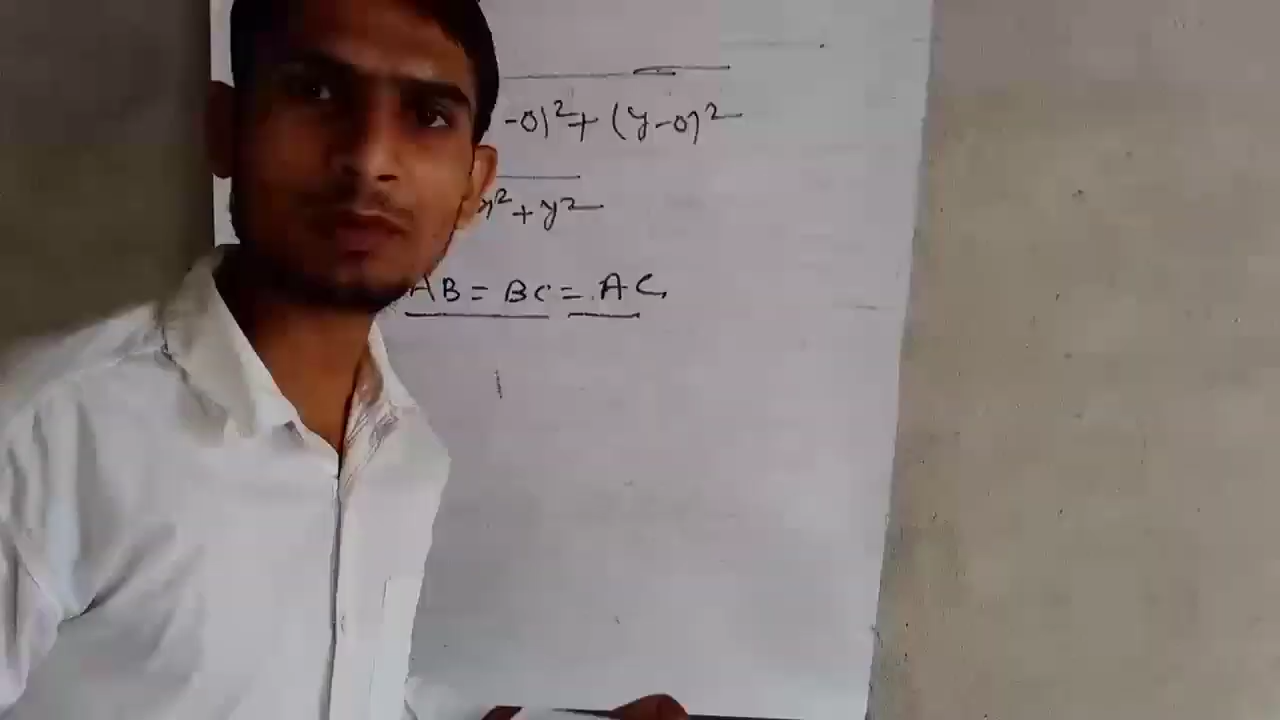 -0)²+(y-0)²
x²+y²
AB = BC = AC